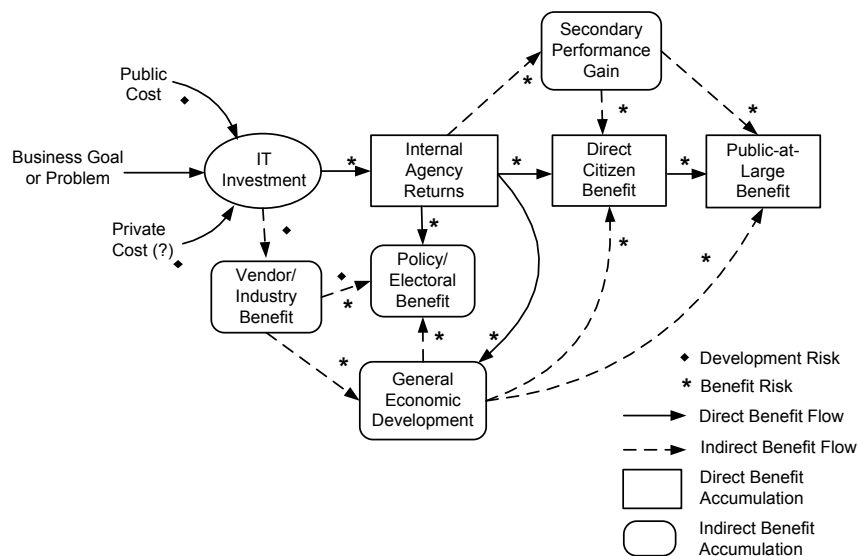 Secondary
Performance
Gain
Public
Cost
Business Goal
or Problem
IT
Investment
Internal
Agency
Returns
Direct
Citizen
Benefit
Public-at-
Large
Benefit
Private
Cost (?)
Vendor/
Industry
Benefit
Policy/
Electoral
Benefit
General
Economic
Development
Development Risk
* Benefit Risk
Direct Benefit Flow
Indirect Benefit Flow
Direct Benefit
Accumulation
Indirect Benefit
Accumulation